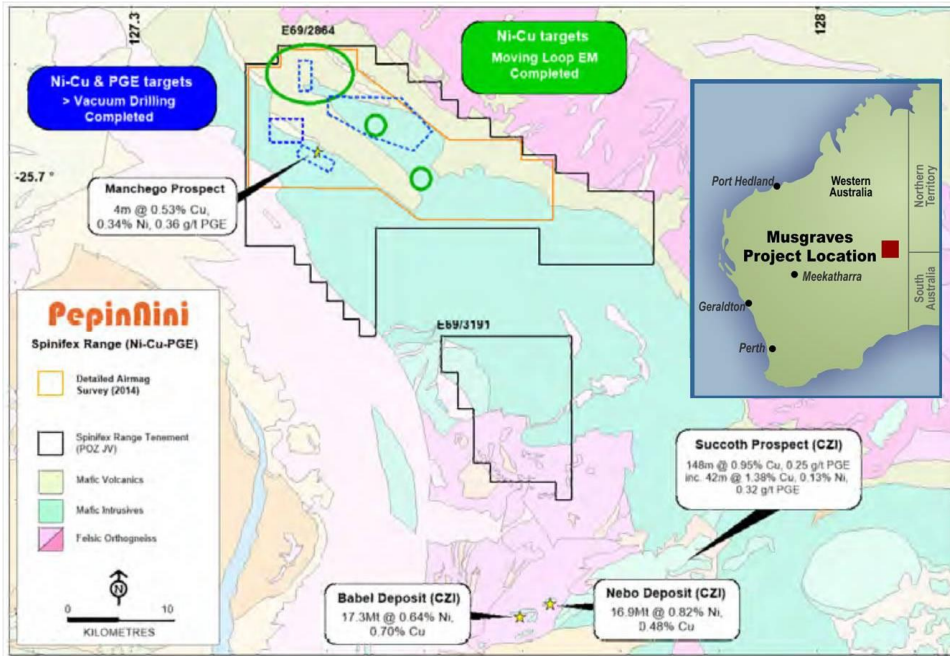 127.3
128
E69/2864
Ni-Cu targets
Moving Loop EM
Completed
Ni-Cu & PGE targets
> Vacuum Drilling
Completed
-25.7 °
Manchego Prospect
4m @ 0.53% Cu,
0.34% Ni, 0.36 g/t PGE
Port Hedland
Western
Australia
Northern
Territory
Musgraves
Project Location
Meekatharra
South
Australia
Geraldton
Perth
PepinNini
Spinifex Range (Ni-Cu-PGE)
Detailed Airmag
Survey (2014)
Spinifex Range Tenement
(POZ JV)
Mafic Volcanics
Mafic Intrusives
Felsic Orthogneiss
N
0 10
KILOMETRES
E69/3191
Succoth Prospect (CZI)
148m @ 0.95% Cu, 0.25 g/t PGE
inc. 42m @ 1.38% Cu, 0.13% Ni,
0.32 g/t PGE
Babel Deposit (CZI)
17.3Mt @ 0.64% Ni,
0.70% Cu
Nebo Deposit (CZI)
16.9Mt @ 0.82% Ni,
0.48% Cu